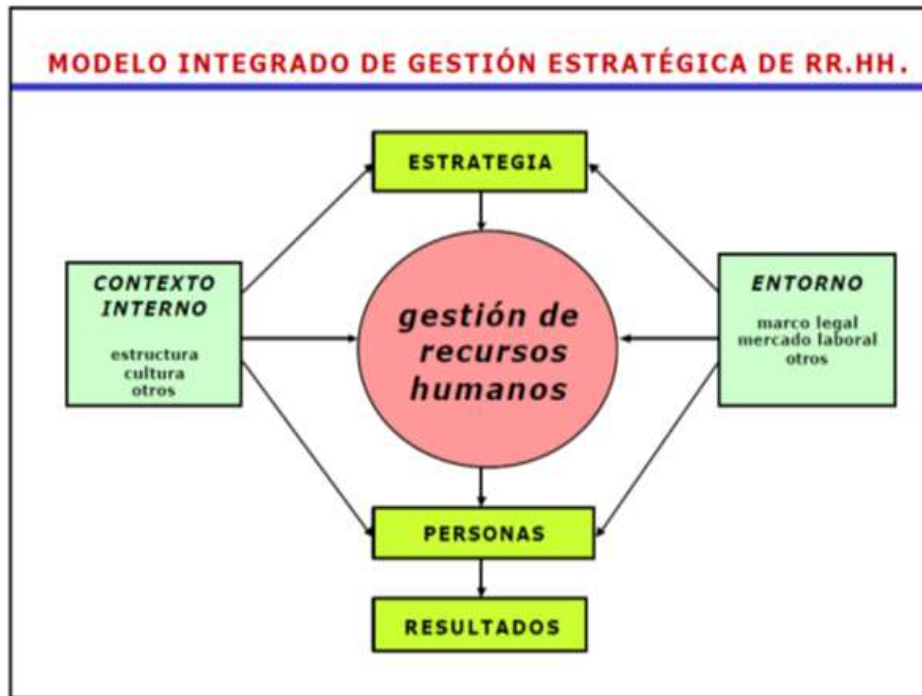 MODELO INTEGRADO DE GESTIÓN ESTRATÉGICA DE RR.HH.
ESTRATEGIA
CONTEXTO
INTERNO
estructura
cultura
otros
gestión de
recursos
humanos
ENTORNO
marco legal
mercado laboral
otros
PERSONAS
RESULTADOS